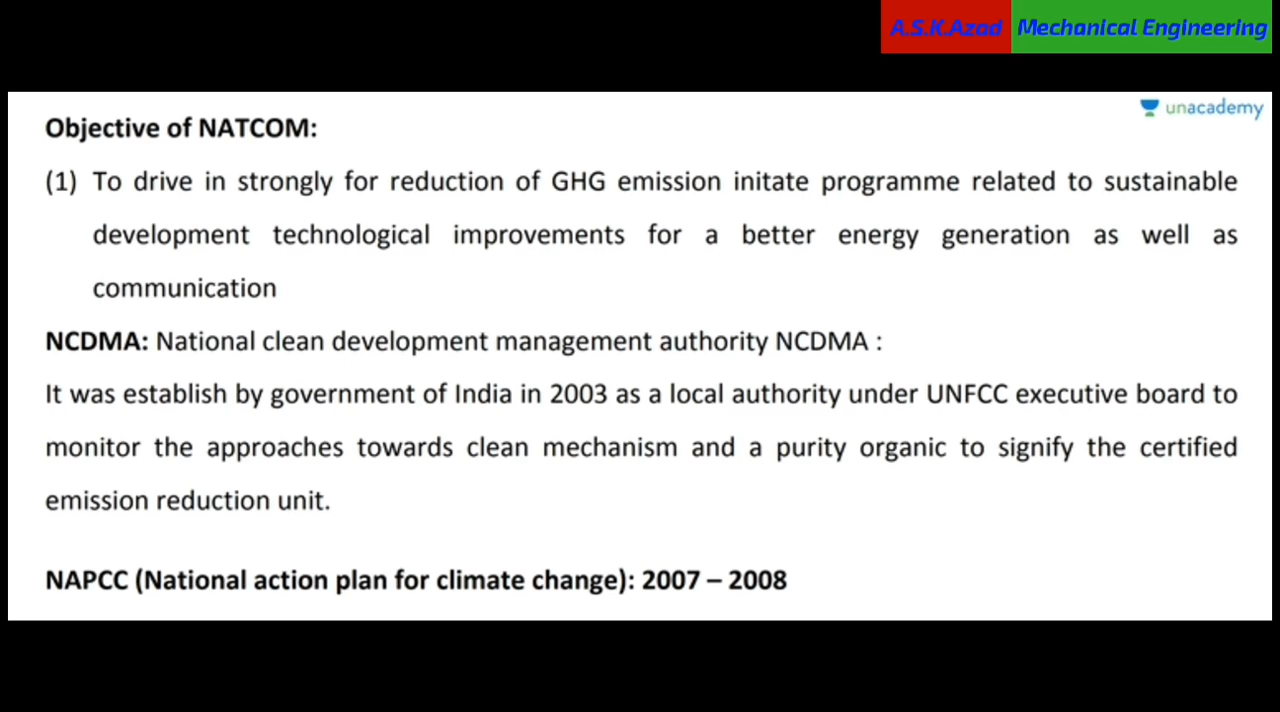 A.S.K.Azad Mechanical Engineering
unacademy
Objective of NATCOM:
(1) To drive in strongly for reduction of GHG emission initate programme related to sustainable
development technological improvements for a better energy generation as well as
communication
NCDMA: National clean development management authority NCDMA :
It was establish by government of India in 2003 as a local authority under UNFCC executive board to
monitor the approaches towards clean mechanism and a purity organic to signify the certified
emission reduction unit.
NAPCC (National action plan for climate change): 2007 – 2008